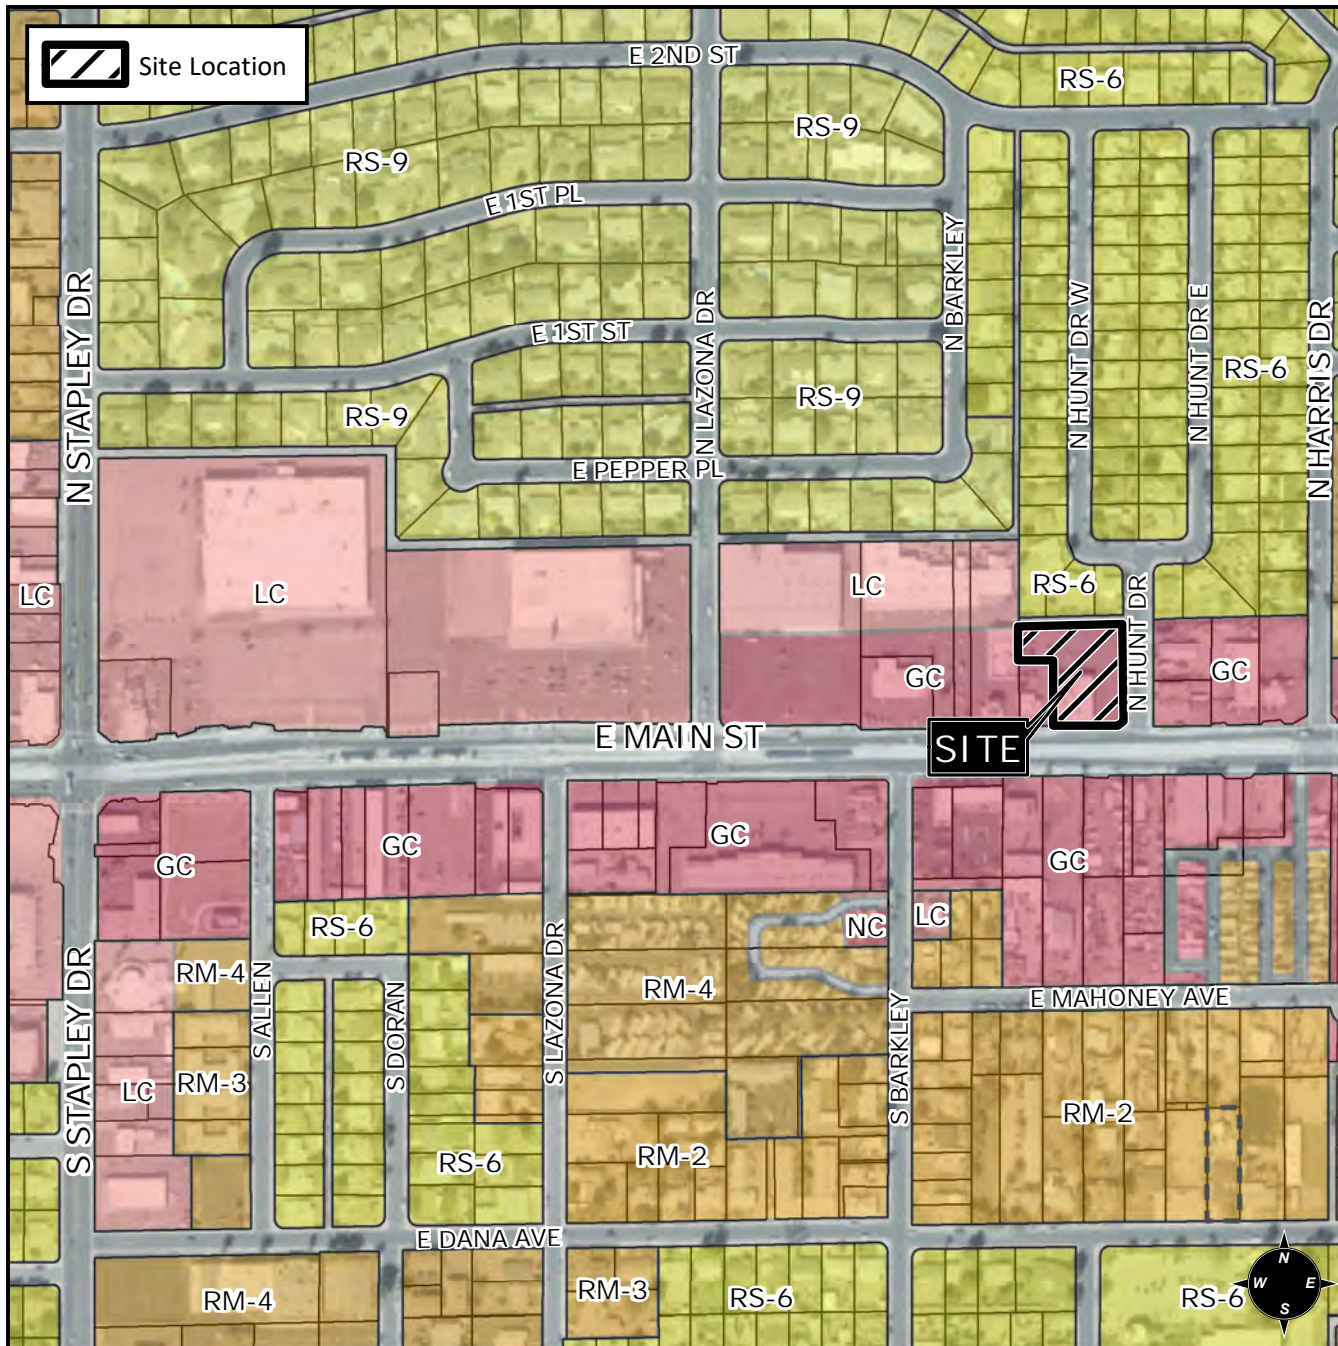 Site Location
E 2ND ST
RS-6
RS-9
RS-9
E 1ST PL
N BARKLEY
N STAPLEY DR
N LAZONA DR
N HUNT DR W
N HUNT DR E
N HARRIS DR
E 1ST ST
RS-6
RS-9
RS-9
E PEPPER PL
LC
LC
LC
RS-6
N HUNT DR
GC
GC
E MAIN ST
SITE
GC
GC
GC
GC
RS-6
LC
NC
RM-4
RM-4
E MAHONEY AVE
S STAPLEY DR
S ALLEN
S DORAN
S LAZONA DR
S BARKLEY
LC
RM-3
RM-2
RS-6
RM-2
E DANA AVE
N
W
E
S
RM-4
RM-3
RS-6
RS-6